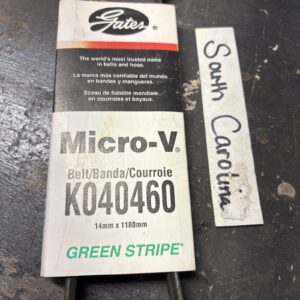 Gates
The world's most trusted name
in belts and hose.
La marca más confiable del mundo
en bandas y mangueras.
Sceau de fiabilité mondiale
en courroies et boyaux.
Micro-V®
Belt/Banda/Courroie
K040460
14mm x 1180mm
GREEN STRIPE®
South Carolina